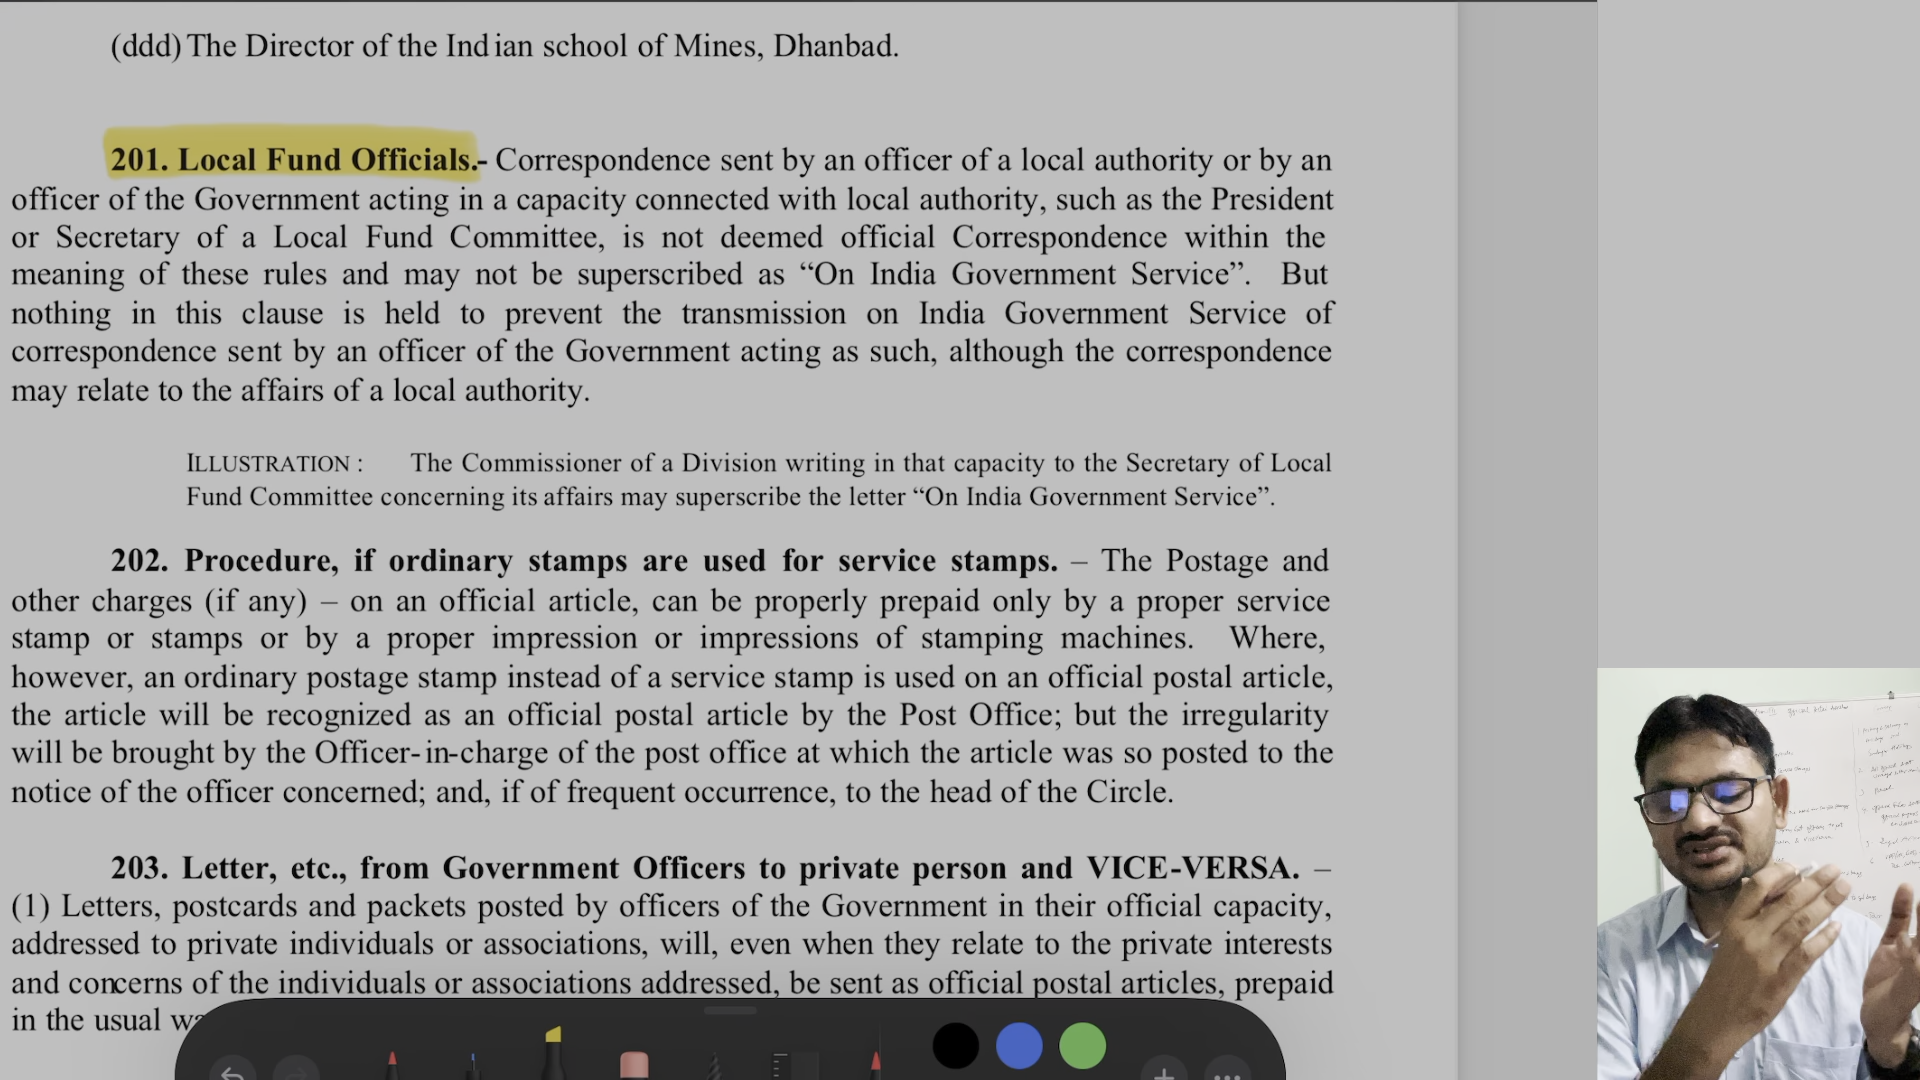 (ddd) The Director of the Indian school of Mines, Dhanbad.
201. Local Fund Officials.- Correspondence sent by an officer of a local authority or by an
officer of the Government acting in a capacity connected with local authority, such as the President
or Secretary of a Local Fund Committee, is not deemed official Correspondence within the
meaning of these rules and may not be superscribed as “On India Government Service”. But
nothing in this clause is held to prevent the transmission on India Government Service of
correspondence sent by an officer of the Government acting as such, although the correspondence
may relate to the affairs of a local authority.
ILLUSTRATION : The Commissioner of a Division writing in that capacity to the Secretary of Local
Fund Committee concerning its affairs may superscribe the letter “On India Government Service”.
202. Procedure, if ordinary stamps are used for service stamps. – The Postage and
other charges (if any) – on an official article, can be properly prepaid only by a proper service
stamp or stamps or by a proper impression or impressions of stamping machines. Where,
however, an ordinary postage stamp instead of a service stamp is used on an official postal article,
the article will be recognized as an official postal article by the Post Office; but the irregularity
will be brought by the Officer-in-charge of the post office at which the article was so posted to the
notice of the officer concerned; and, if of frequent occurrence, to the head of the Circle.
203. Letter, etc., from Government Officers to private person and VICE-VERSA. –
(1) Letters, postcards and packets posted by officers of the Government in their official capacity,
addressed to private individuals or associations, will, even when they relate to the private interests
and concerns of the individuals or associations addressed, be sent as official postal articles, prepaid
in the usual